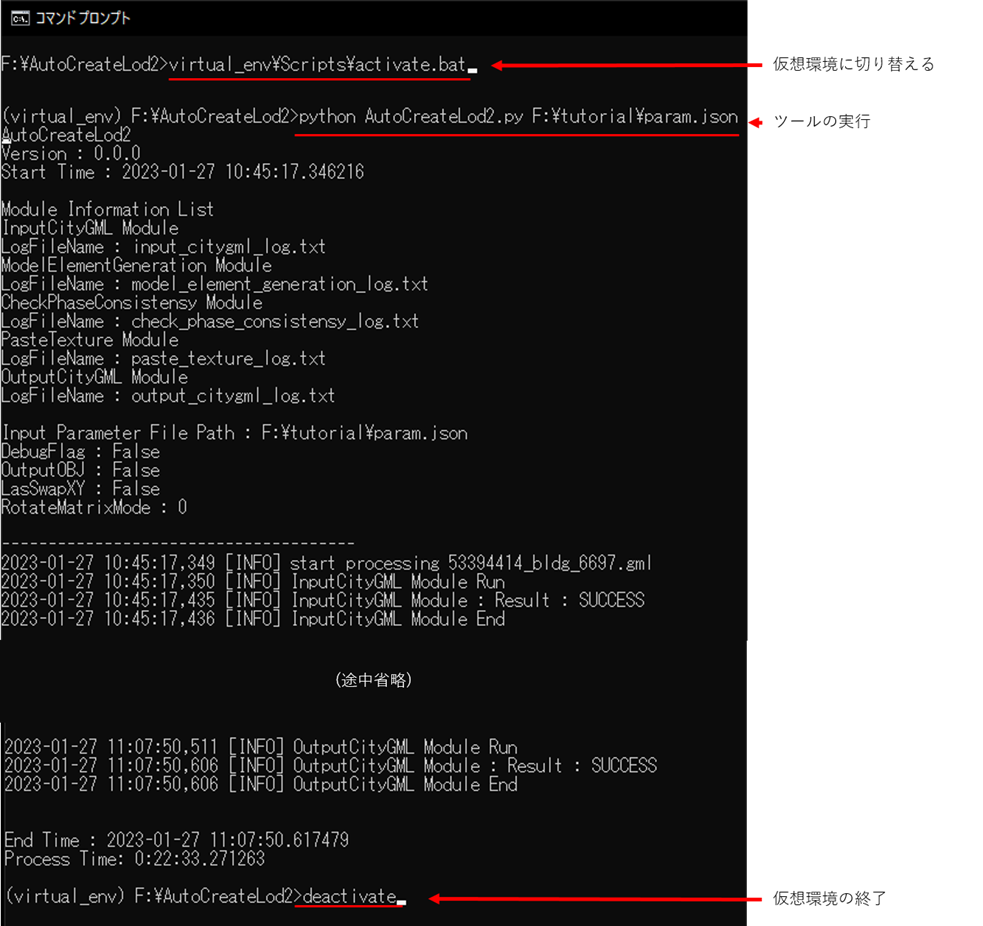 コマンド プロンプト
F:¥AutoCreateLod2>virtual_env¥Scripts¥activate.bat
仮想環境に切り替える
(virtual_env) F:¥AutoCreateLod2>python AutoCreateLod2.py F:¥tutorial¥param.json
ツールの実行
AutoCreateLod2
Version : 0.0.0
Start Time : 2023-01-27 10:45:17.346216
Module Information List
InputCityGML Module
LogFileName : input_citygml_log.txt
ModelElementGeneration Module
LogFileName : model_element_generation_log.txt
CheckPhaseConsistensy Module
LogFileName : check_phase_consistensy_log.txt
PasteTexture Module
LogFileName : paste_texture_log.txt
OutputCityGML Module
LogFileName : output_citygml_log.txt
Input Parameter File Path : F:¥tutorial¥param.json
DebugFlag : False
OutputOBJ : False
LasSwapXY : False
RotateMatrixMode : 0
--------------------------------------
2023-01-27 10:45:17,349 [INFO] start processing 53394414_bldg_6697.gml
2023-01-27 10:45:17,350 [INFO] InputCityGML Module Run
2023-01-27 10:45:17,435 [INFO] InputCityGML Module : Result : SUCCESS
2023-01-27 10:45:17,436 [INFO] InputCityGML Module End
(途中省略)
2023-01-27 11:07:50,511 [INFO] OutputCityGML Module Run
2023-01-27 11:07:50,606 [INFO] OutputCityGML Module : Result : SUCCESS
2023-01-27 11:07:50,606 [INFO] OutputCityGML Module End
End Time : 2023-01-27 11:07:50.617479
Process Time: 0:22:33.271263
(virtual_env) F:¥AutoCreateLod2>deactivate
仮想環境の終了